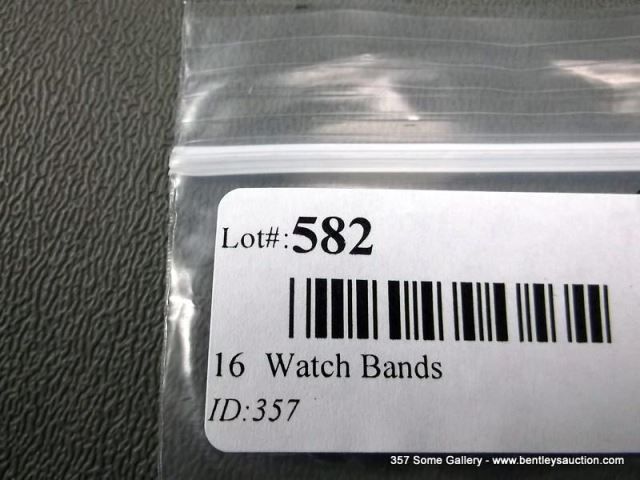 Lot#:582
16 Watch Bands
ID:357
357 Some Gallery - www.bentleysauction.com